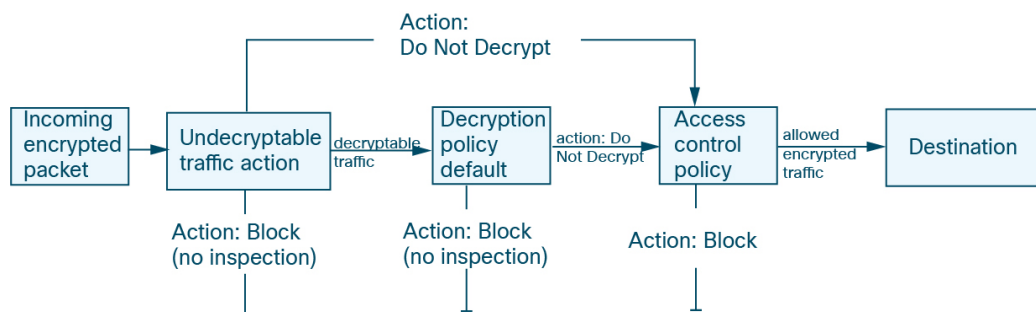 Action:
Do Not Decrypt
Incoming
encrypted
packet
Undecryptable
traffic action
decryptable
traffic
Decryption
policy
default
action: Do
Not Decrypt
Access
control
policy
allowed
encrypted
traffic
Destination
Action: Block
(no inspection)
Action: Block
(no inspection)
Action: Block